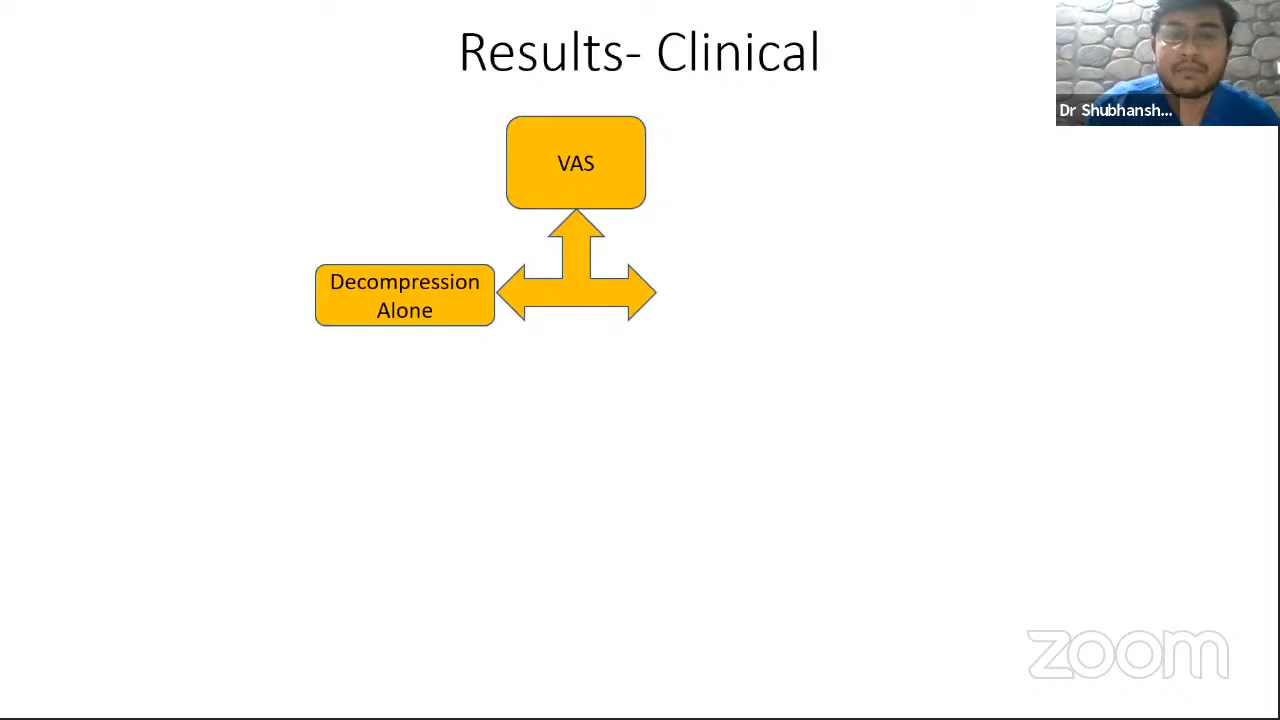 Results- Clinical
VAS
Decompression
Alone
Dr Shubhansh...
zoom